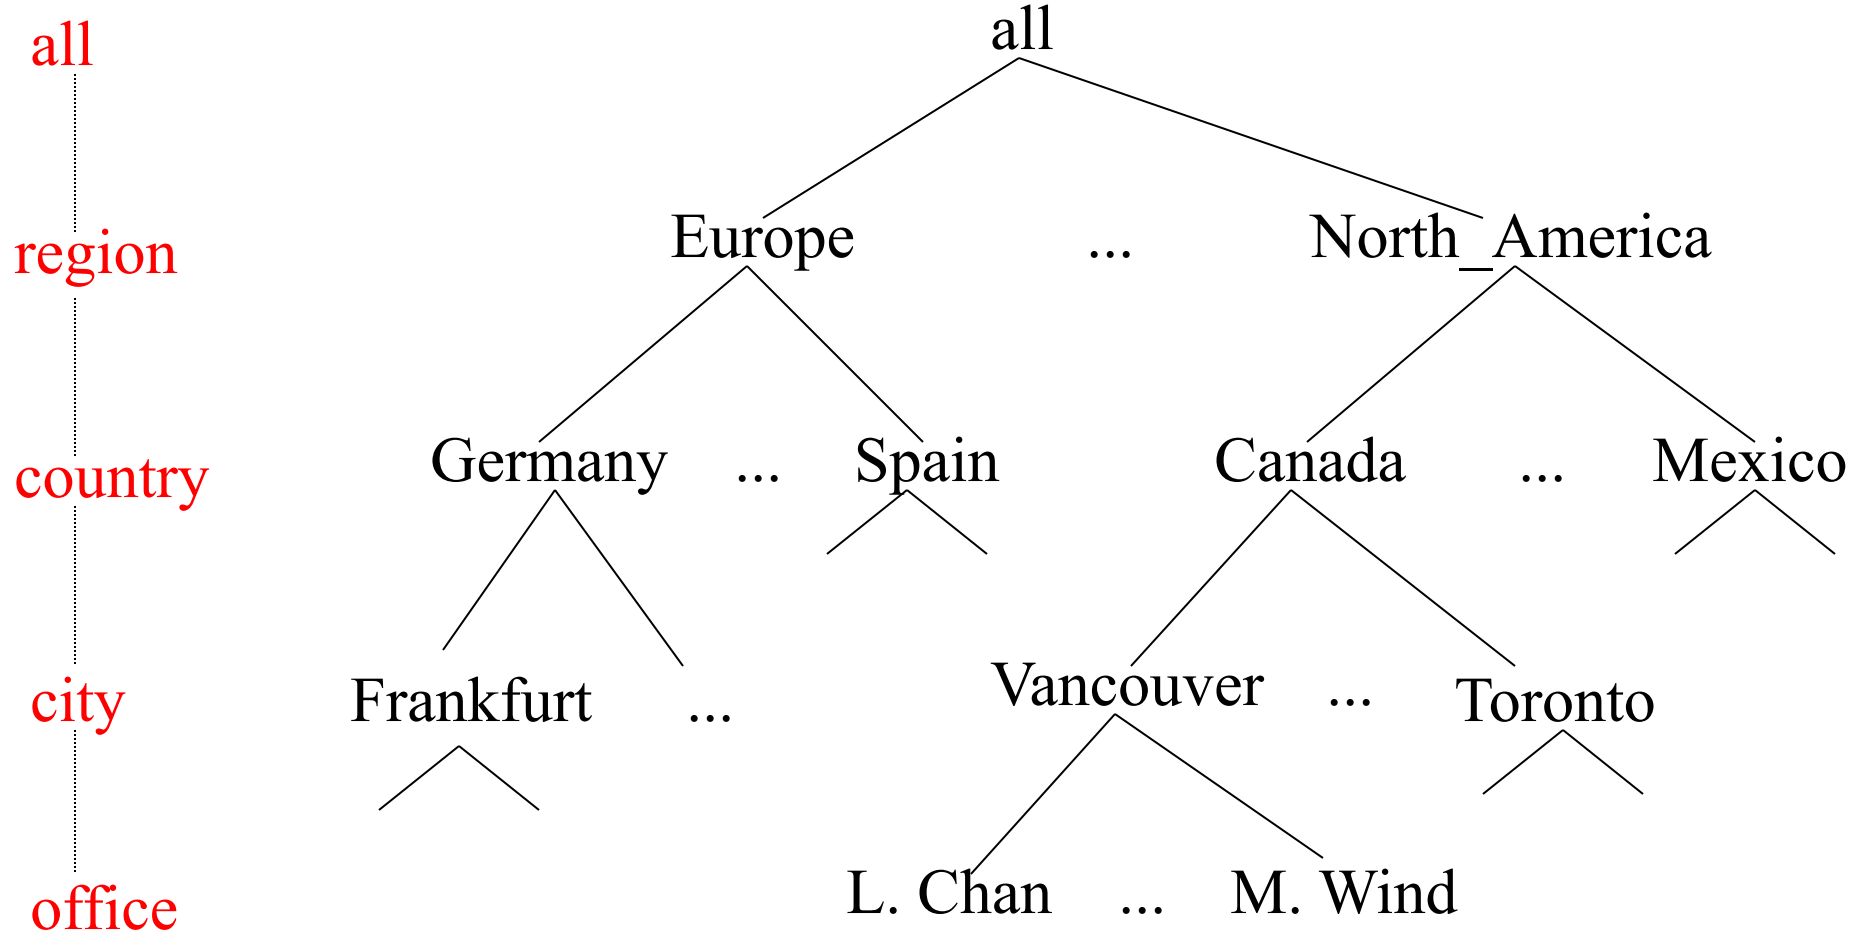 all all
region Europe ... North_America
country Germany ... Spain Canada ... Mexico
city Frankfurt ... Vancouver ... Toronto
office L. Chan ... M. Wind